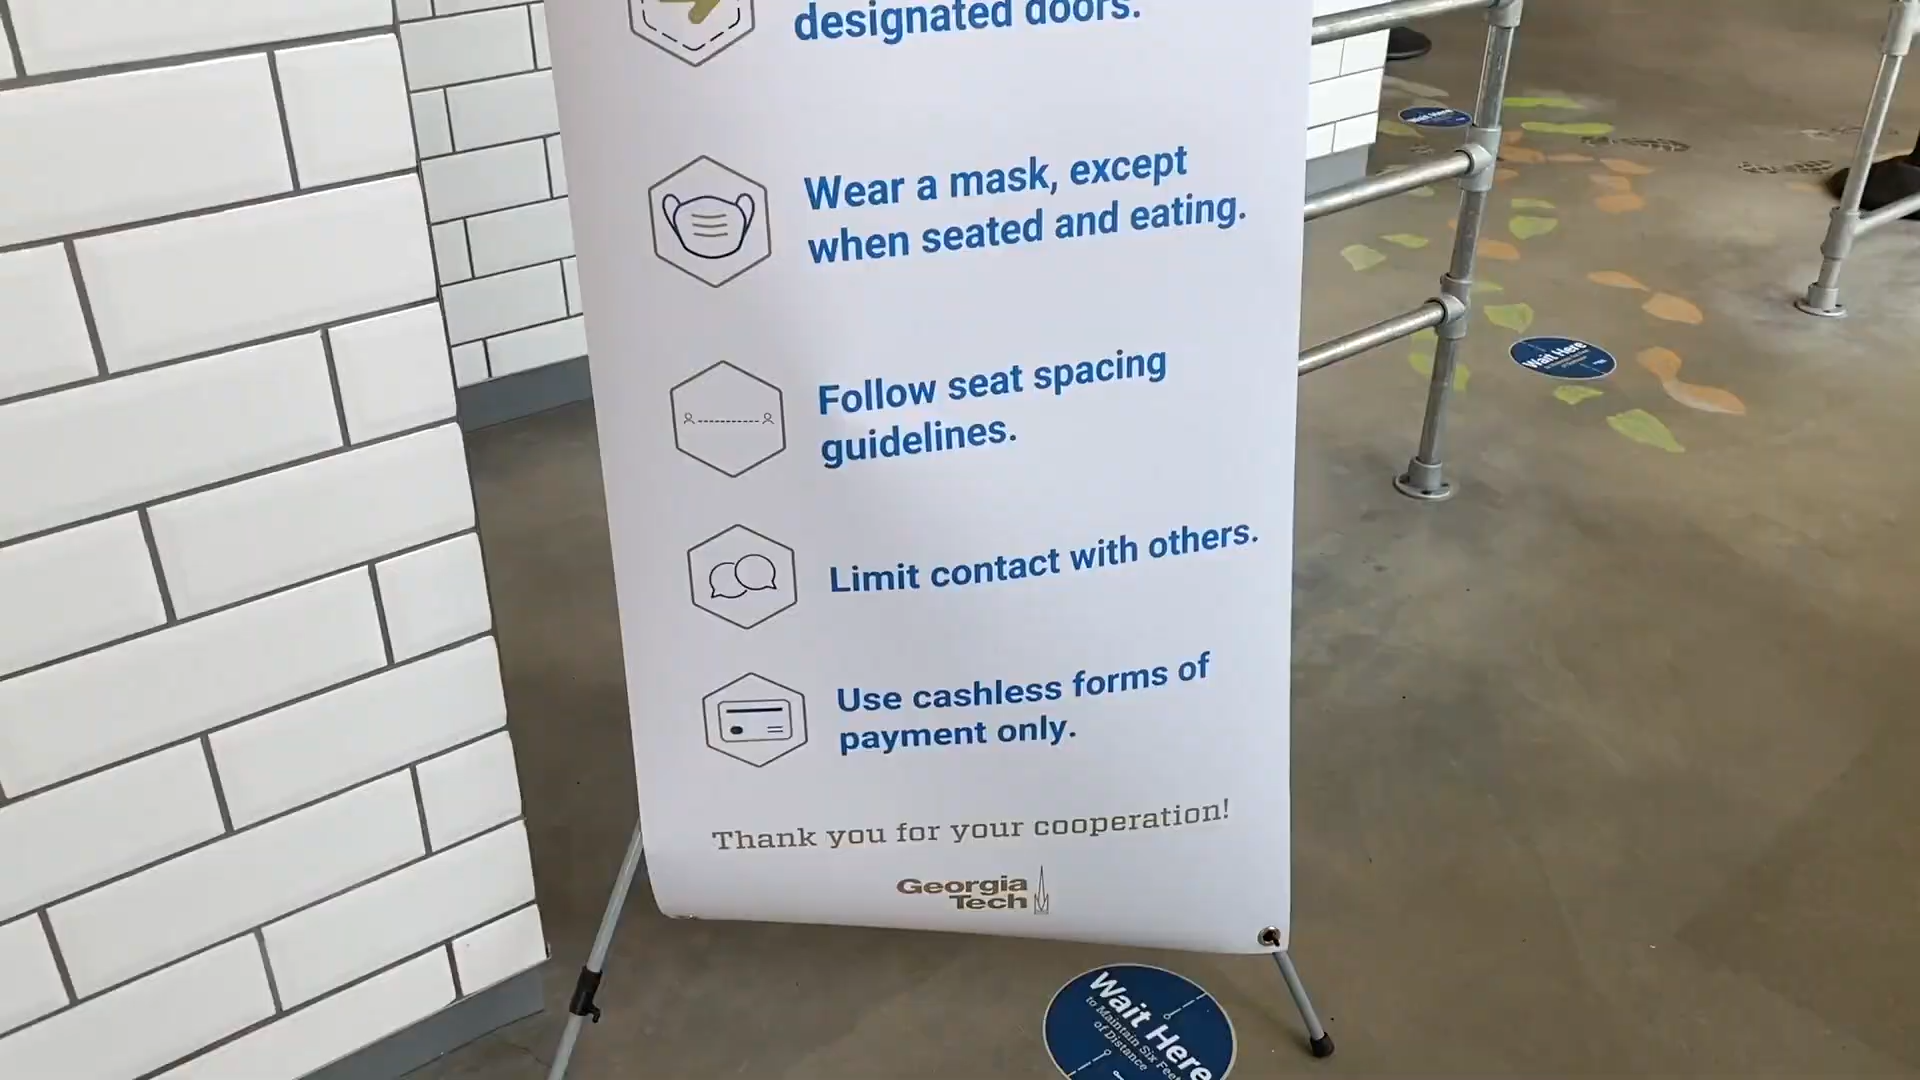 designated doors.
Wear a mask, except
when seated and eating.
Follow seat spacing
guidelines.
Limit contact with others.
Use cashless forms of
payment only.
Thank you for your cooperation!
Georgia
Tech
Wait Here
to Maintain Six Feet
of Distance
Wait Here
Wait Here